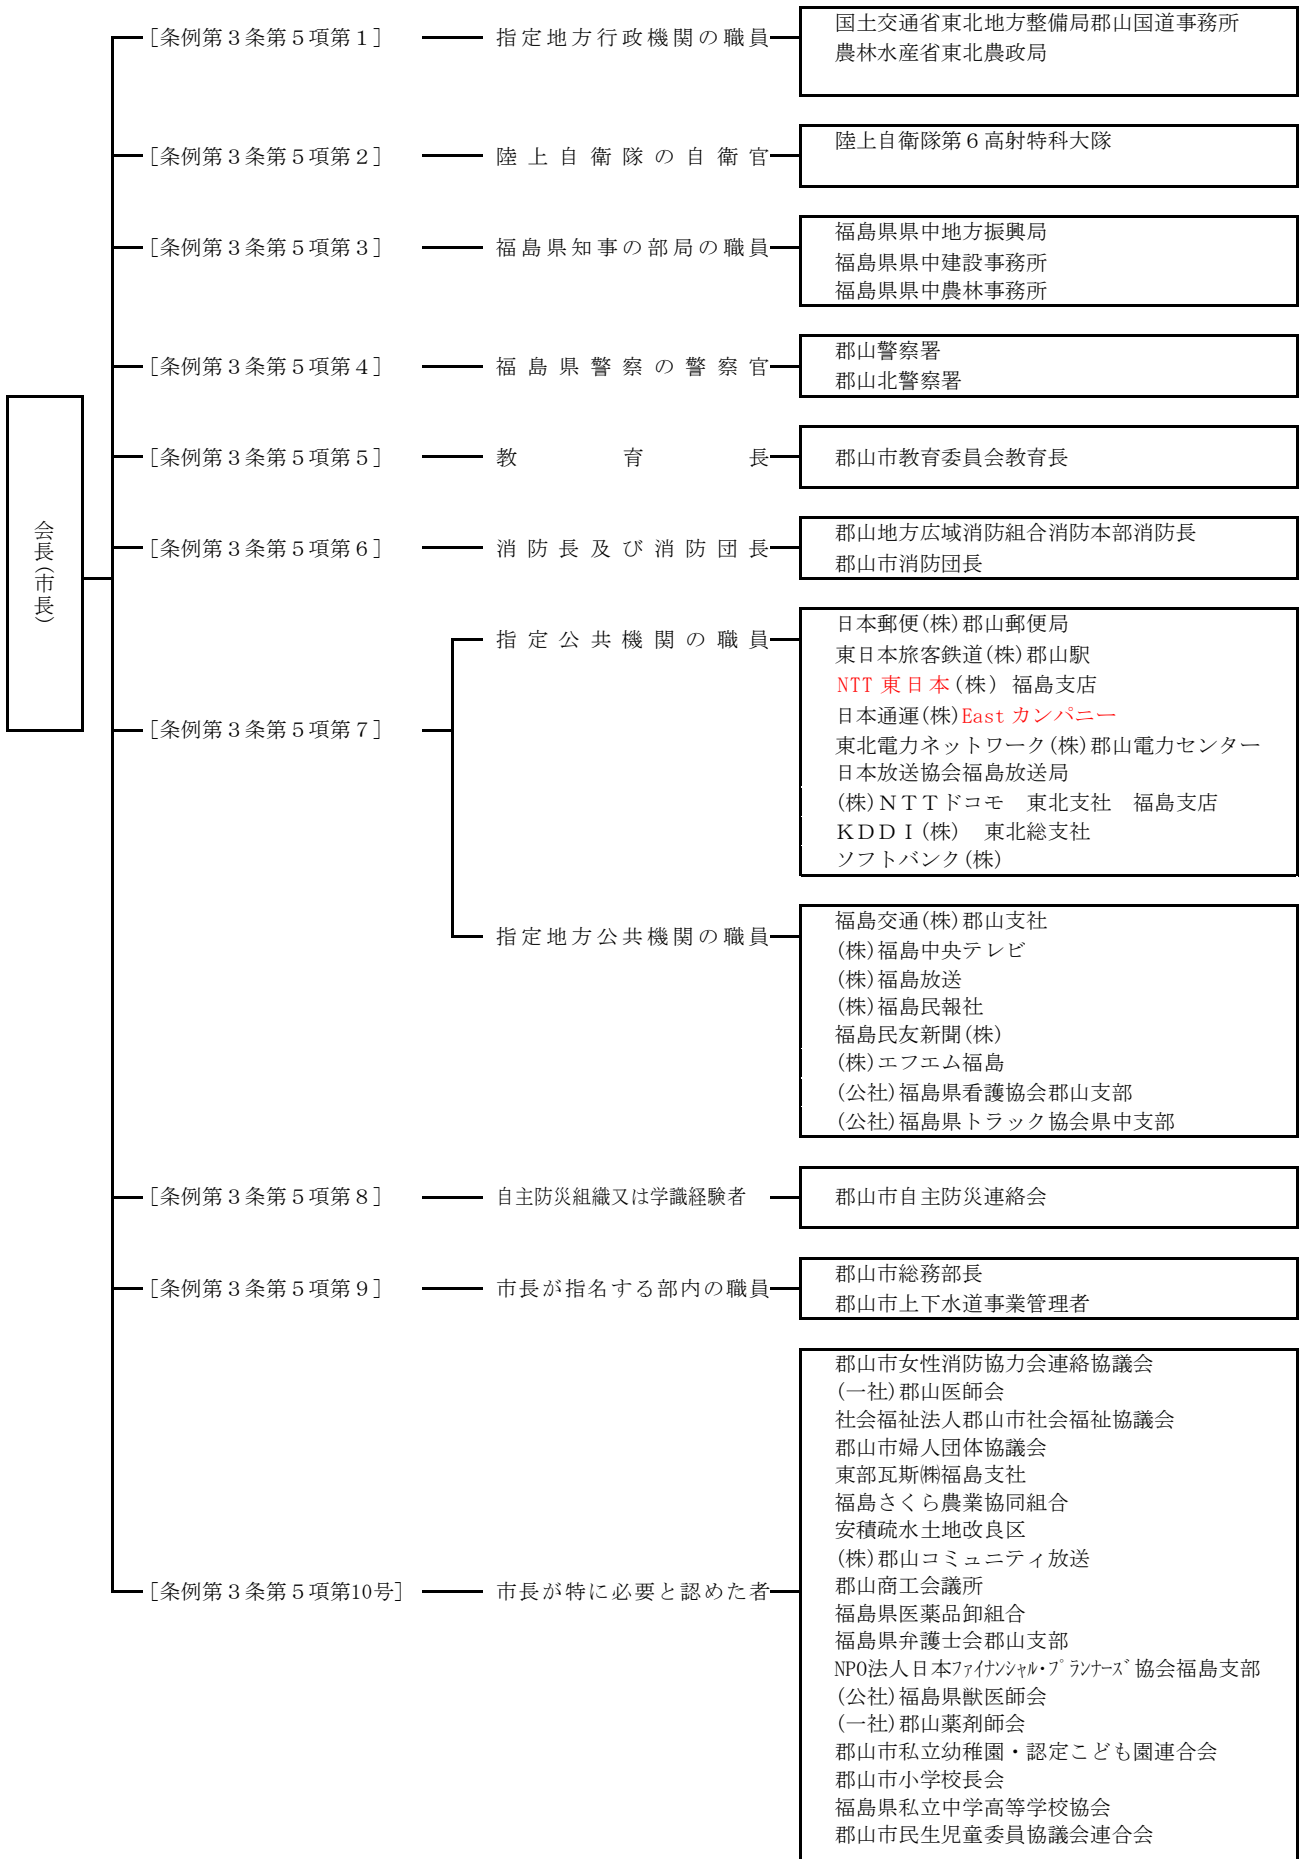 会長(市長)
[条例第３条第５項第１]
指定地方行政機関の職員
国土交通省東北地方整備局郡山国道事務所
農林水産省東北農政局
[条例第３条第５項第２]
陸上自衛隊の自衛官
陸上自衛隊第６高射特科大隊
[条例第３条第５項第３]
福島県知事の部局の職員
福島県県中地方振興局
福島県県中建設事務所
福島県県中農林事務所
[条例第３条第５項第４]
福島県警察の警察官
郡山警察署
郡山北警察署
[条例第３条第５項第５]
教育長
郡山市教育委員会教育長
[条例第３条第５項第６]
消防長及び消防団長
郡山地方広域消防組合消防本部消防長
郡山市消防団長
[条例第３条第５項第７]
指定公共機関の職員
日本郵便(株)郡山郵便局
東日本旅客鉄道(株)郡山駅
NTT 東日本(株) 福島支店
日本通運(株)East カンパニー
東北電力ネットワーク(株)郡山電力センター
日本放送協会福島放送局
(株)ＮＴＴドコモ　東北支社　福島支店
ＫＤＤＩ(株)　東北総支社
ソフトバンク(株)
指定地方公共機関の職員
福島交通(株)郡山支社
(株)福島中央テレビ
(株)福島放送
(株)福島民報社
福島民友新聞(株)
(株)エフエム福島
(公社)福島県看護協会郡山支部
(公社)福島県トラック協会県中支部
[条例第３条第５項第８]
自主防災組織又は学識経験者
郡山市自主防災連絡会
[条例第３条第５項第９]
市長が指名する部内の職員
郡山市総務部長
郡山市上下水道事業管理者
[条例第３条第５項第10号]
市長が特に必要と認めた者
郡山市女性消防協力会連絡協議会
(一社)郡山医師会
社会福祉法人郡山市社会福祉協議会
郡山市婦人団体協議会
東部瓦斯㈱福島支社
福島さくら農業協同組合
安積疏水土地改良区
(株)郡山コミュニティ放送
郡山商工会議所
福島県医薬品卸組合
福島県弁護士会郡山支部
NPO法人日本ﾌｧｲﾅﾝｼｬﾙ･ﾌﾟﾗﾝﾅｰｽﾞ協会福島支部
(公社)福島県獣医師会
(一社)郡山薬剤師会
郡山市私立幼稚園・認定こども園連合会
郡山市小学校長会
福島県私立中学高等学校協会
郡山市民生児童委員協議会連合会